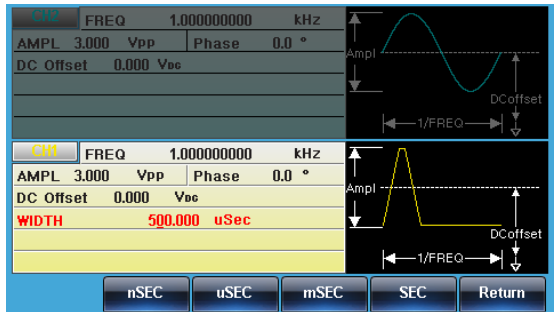 CH2 FREQ 1.000000000 kHz
AMPL 3.000 Vpp Phase 0.0 °
DC Offset 0.000 VDC
Ampl
DCoffset
1/FREQ
CH1 FREQ 1.000000000 kHz
AMPL 3.000 Vpp Phase 0.0 °
DC Offset 0.000 VDC
WIDTH 500.000 uSec
Ampl
DCoffset
1/FREQ
nSEC uSEC mSEC SEC Return